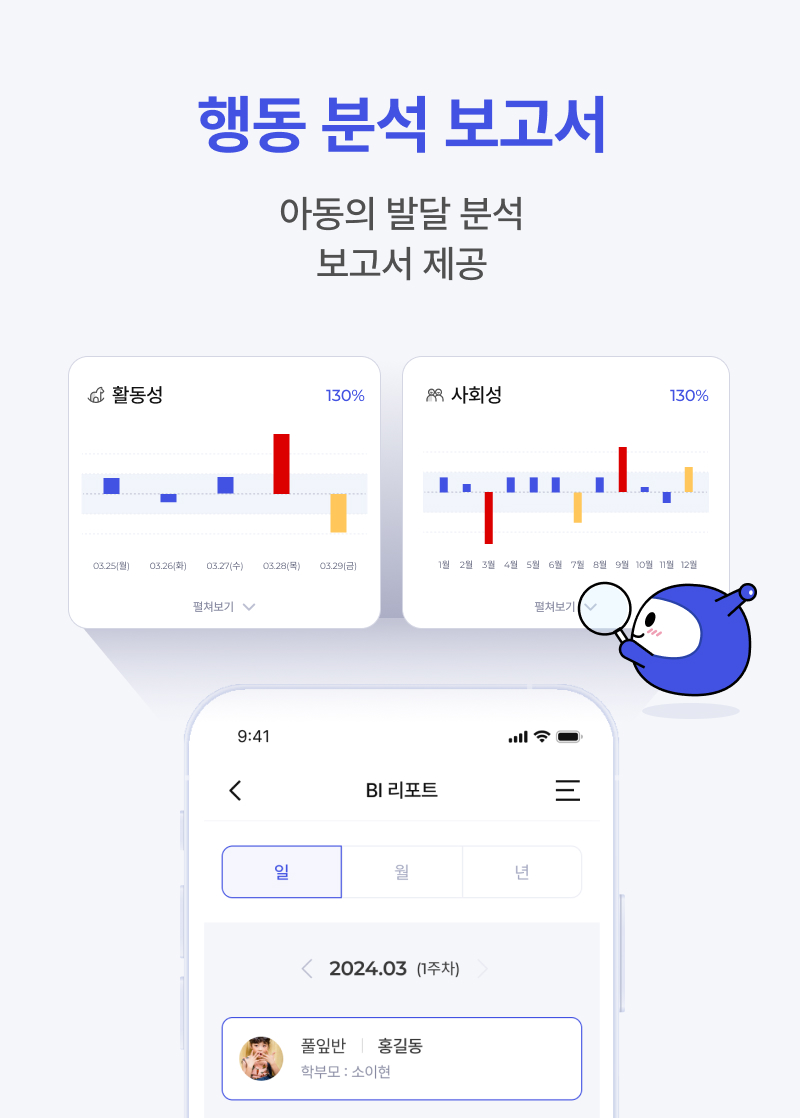 행동 분석 보고서
아동의 발달 분석
보고서 제공
활동성 130%
03.25(월) 03.26(화) 03.27(수) 03.28(목) 03.29(금)
펼쳐보기
사회성 130%
1월 2월 3월 4월 5월 6월 7월 8월 9월 10월 11월 12월
펼쳐보기
9:41
BI 리포트
일 월 년
2024.03 (1주차)
풀잎반 | 홍길동
학부모 : 소이현